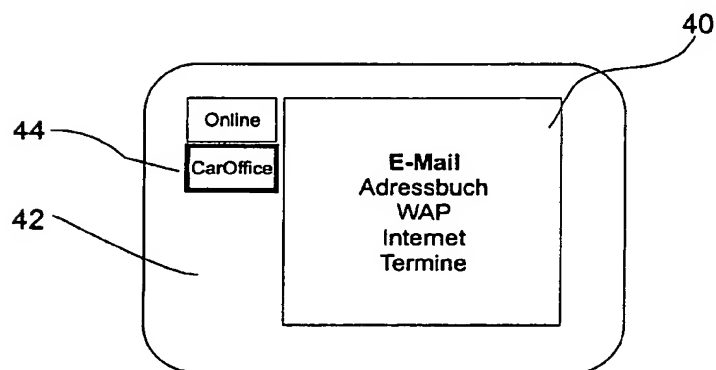 40
44
Online
CarOffice
42
E-Mail
Adressbuch
WAP
Internet
Termine